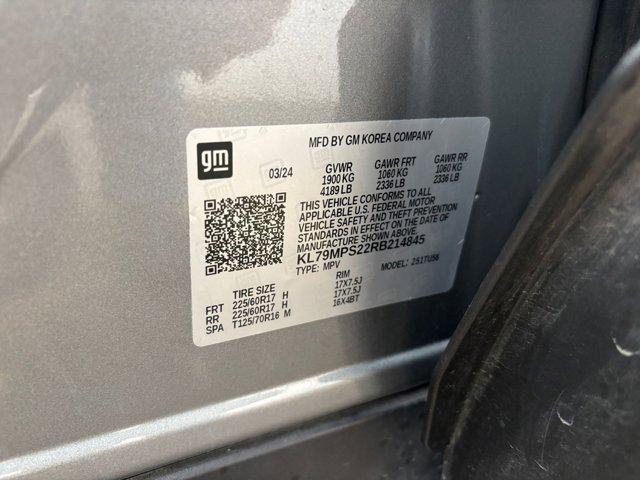 MFD BY GM KOREA COMPANY
gm
03/24
GVWR GAWR FRT GAWR RR
1900 KG 1060 KG 1060 KG
4189 LB 2336 LB 2336 LB
THIS VEHICLE CONFORMS TO ALL
APPLICABLE U.S. FEDERAL MOTOR
VEHICLE SAFETY AND THEFT PREVENTION
STANDARDS IN EFFECT ON THE DATE OF
MANUFACTURE SHOWN ABOVE.
KL79MPS22RB214845
TYPE: MPV MODEL: 251TU56
TIRE SIZE RIM
FRT 225/60R17 H 17X7.5J
RR 225/60R17 H 17X7.5J
SPA T125/70R16 M 16X4BT